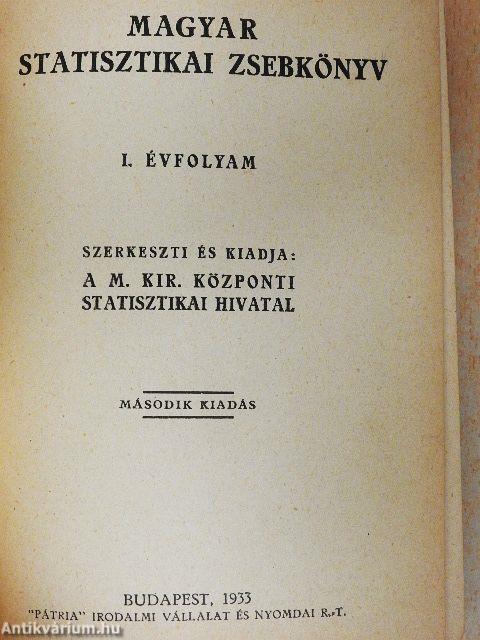 MAGYAR
STATISZTIKAI ZSEBKÖNYV
I. ÉVFOLYAM
SZERKESZTI ÉS KIADJA:
A M. KIR. KÖZPONTI
STATISZTIKAI HIVATAL
MÁSODIK KIADÁS
BUDAPEST, 1933
"PÁTRIA" IRODALMI VÁLLALAT ÉS NYOMDAI R.-T.
Antikvárium.hu